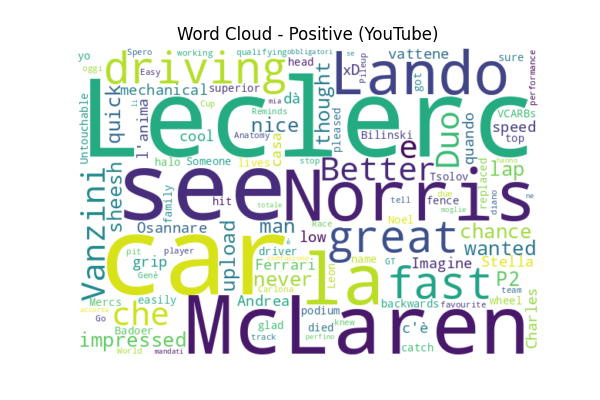 Word Cloud - Positive (YouTube)
yo Spero working qualifying obbligatori se
oggi Easy driving head Lando vattene sure
mechanical superior xD got Pileup performance
Untouchable quick l'anima Cup dà thought pleased VCARBs
Leclerc
li cool nice Reminds mia Duo quando speed
Anatomy casa Bilinski top
sheesh halo Someone lives stop e Better Tsolov lap
Vanzini see Norris replaced hanno
family hit tell fence due diano ne
Osannare man Noel moglie great chance
upload low totale Race Imagine wanted
car è la name GT Stella
pit player driver Ferrari never Leon fast P2
grip Genè Carlona backwards wheel team
Mercs easily Andrea podium favourite Charles
accorta Go che Badoer glad died knew c'è
McLaren
impressed track perfino catch
World mandati